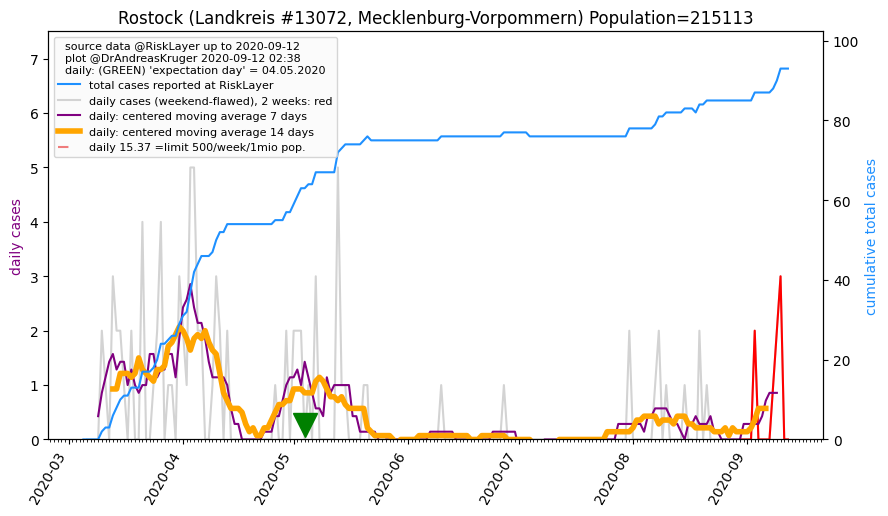 Rostock (Landkreis #13072, Mecklenburg-Vorpommern) Population=215113
source data @RiskLayer up to 2020-09-12
plot @DrAndreasKruger 2020-09-12 02:38
daily: (GREEN) 'expectation day' = 04.05.2020
total cases reported at RiskLayer
daily cases (weekend-flawed), 2 weeks: red
daily: centered moving average 7 days
daily: centered moving average 14 days
daily 15.37 =limit 500/week/1mio pop.
daily cases
7
6
5
4
3
2
1
0
cumulative total cases
100
80
60
40
20
0
2020-03
2020-04
2020-05
2020-06
2020-07
2020-08
2020-09